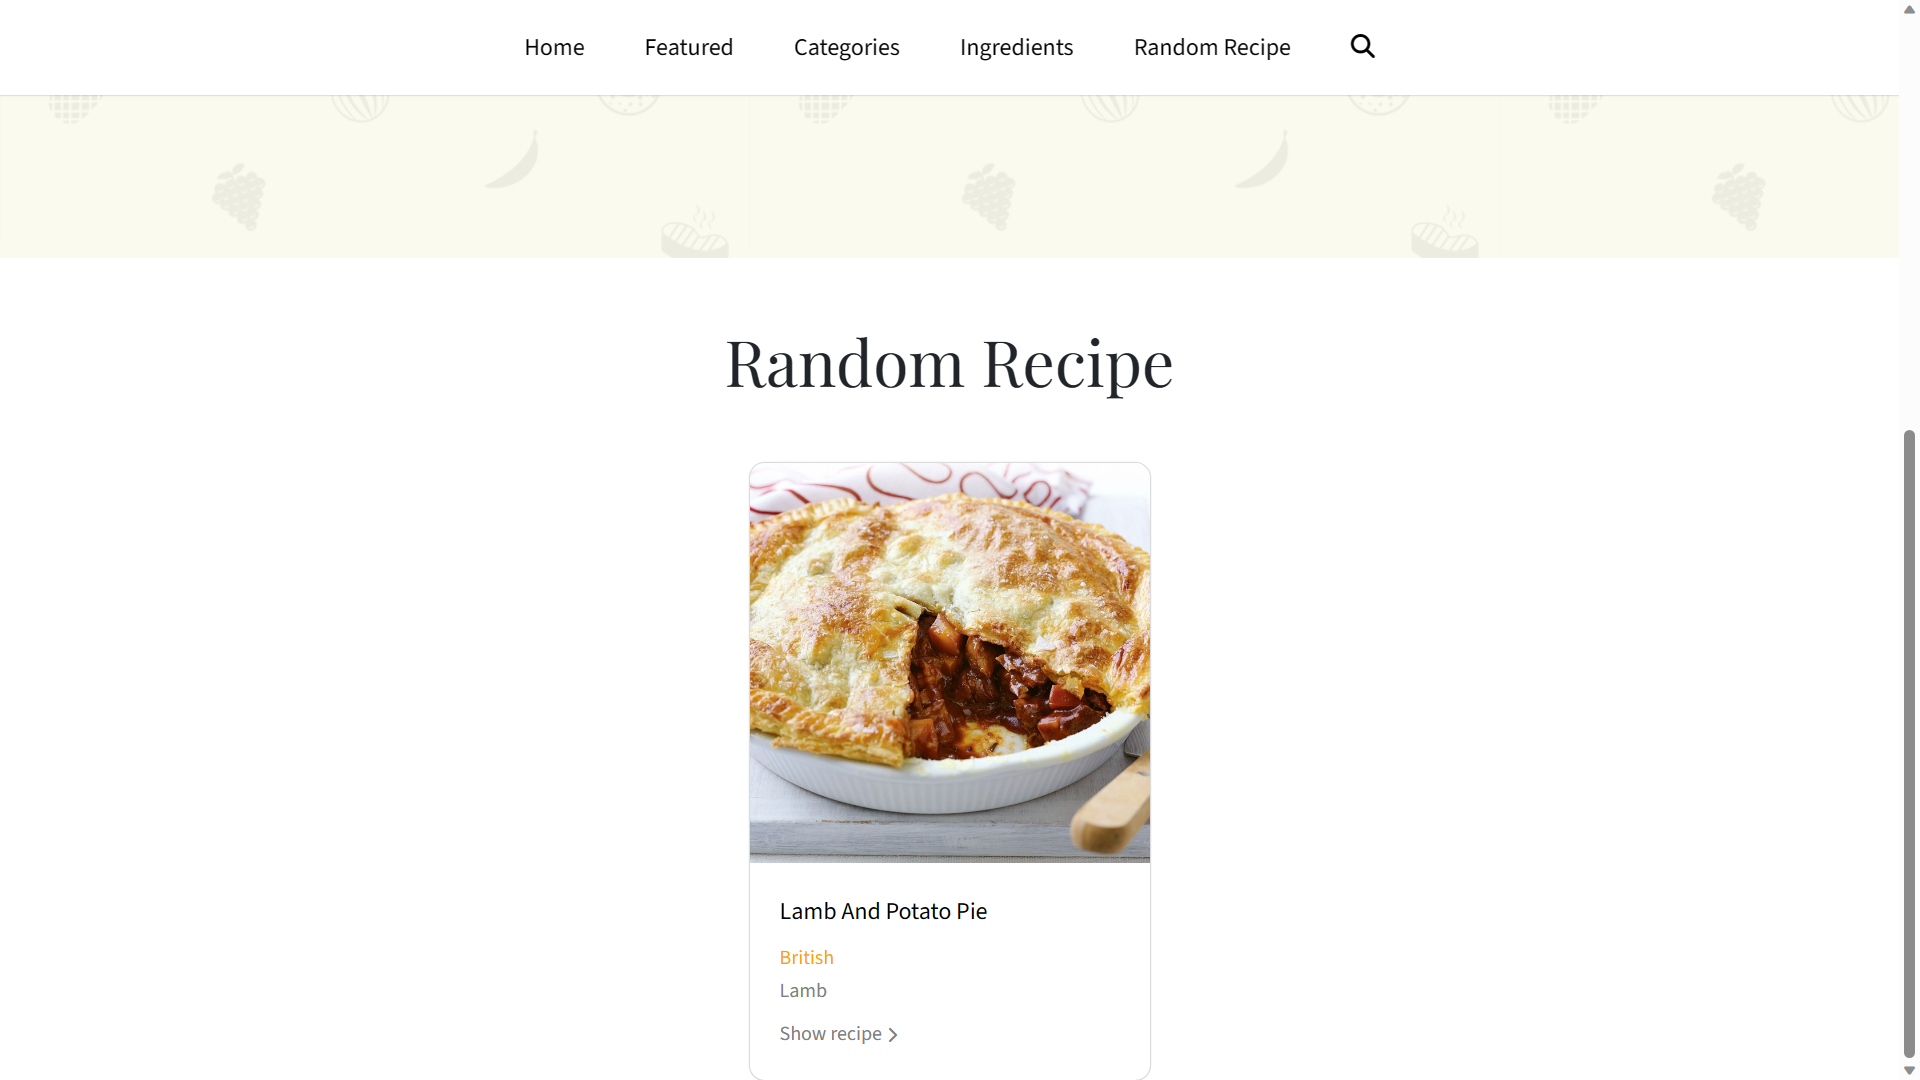 Home Featured Categories Ingredients Random Recipe
Random Recipe
Lamb And Potato Pie
British
Lamb
Show recipe